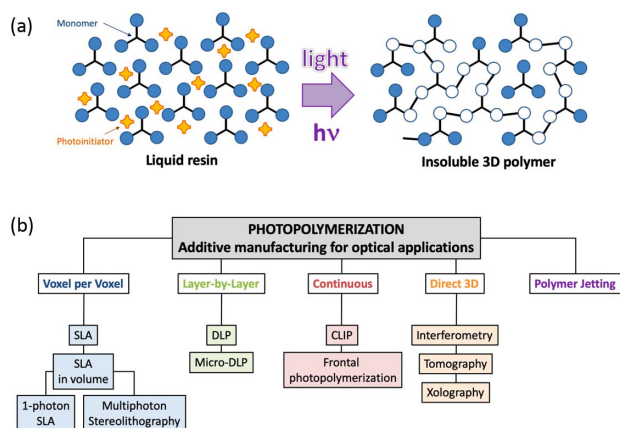 (a)
Monomer
Photoinitiator
Liquid resin
light
hν
Insoluble 3D polymer
(b)
PHOTOPOLYMERIZATION
Additive manufacturing for optical applications
Voxel per Voxel
Layer-by-Layer
Continuous
Direct 3D
Polymer Jetting
SLA
SLA
in volume
1-photon
SLA
Multiphoton
Stereolithography
DLP
Micro-DLP
CLIP
Frontal
photopolymerization
Interferometry
Tomography
Xolography